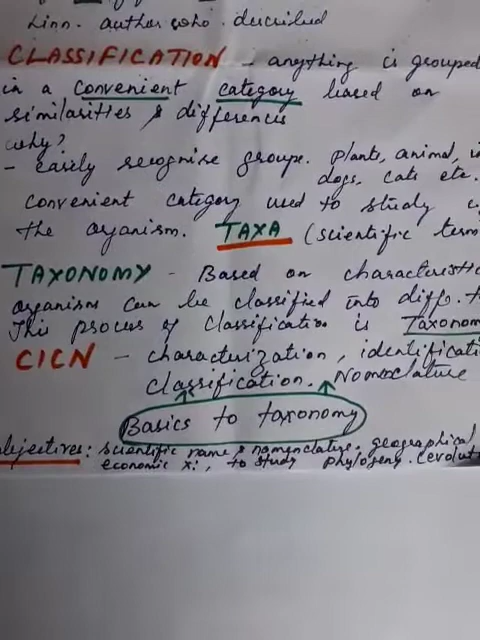 Linn. author who described
CLASSIFICATION - anything is grouped
in a convenient category based on
similarities & differences
why?
- easily recognise groups. plants, animal,
dogs, cats etc.
convenient category used to study
the organism. TAXA (scientific term
TAXONOMY - Based on characteristic
organism can be classified into diff. t
This process of classification is Taxonom
CICN - characterization, identificati
classification. Nomenclature
Basics to taxonomy
objectives: scientific name & nomenclature. geographical
economic x:, to study phylogeny. (evolut